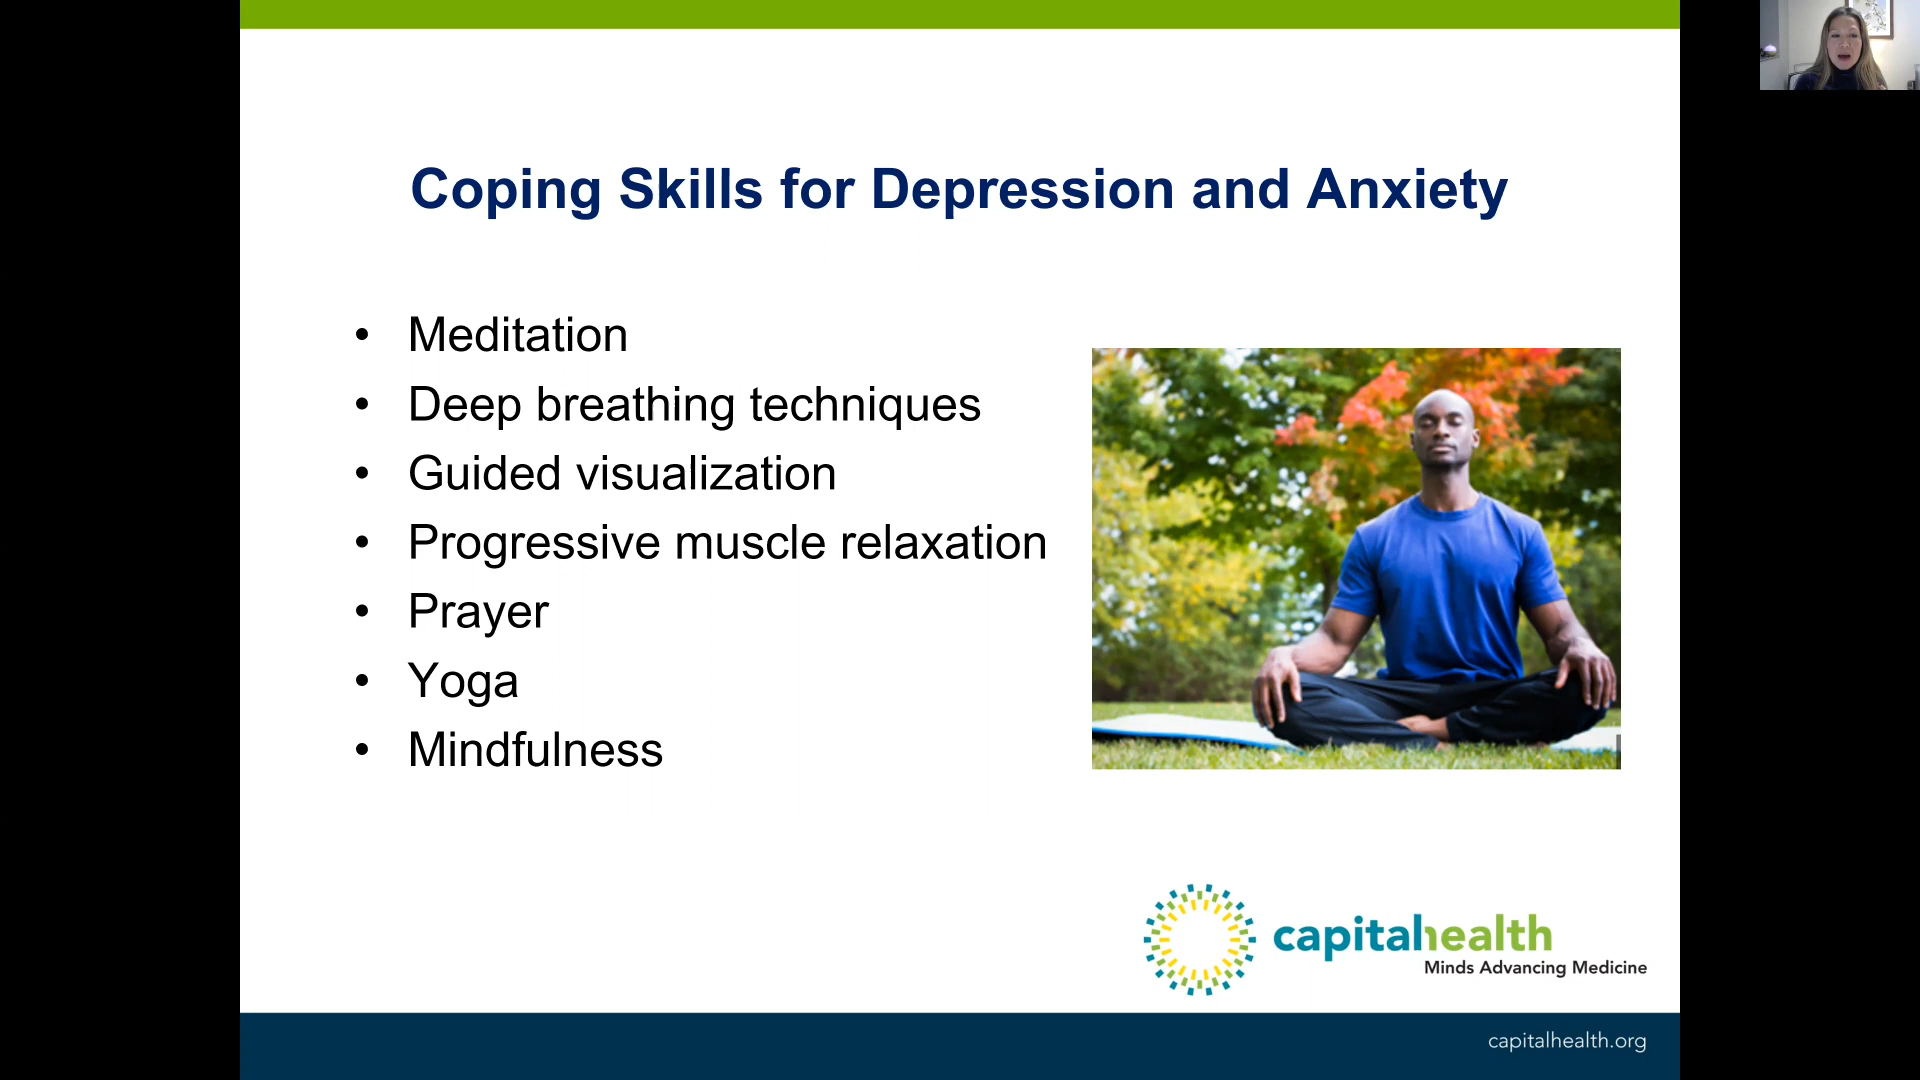 Coping Skills for Depression and Anxiety
• Meditation
• Deep breathing techniques
• Guided visualization
• Progressive muscle relaxation
• Prayer
• Yoga
• Mindfulness
capitalhealth
Minds Advancing Medicine
capitalhealth.org